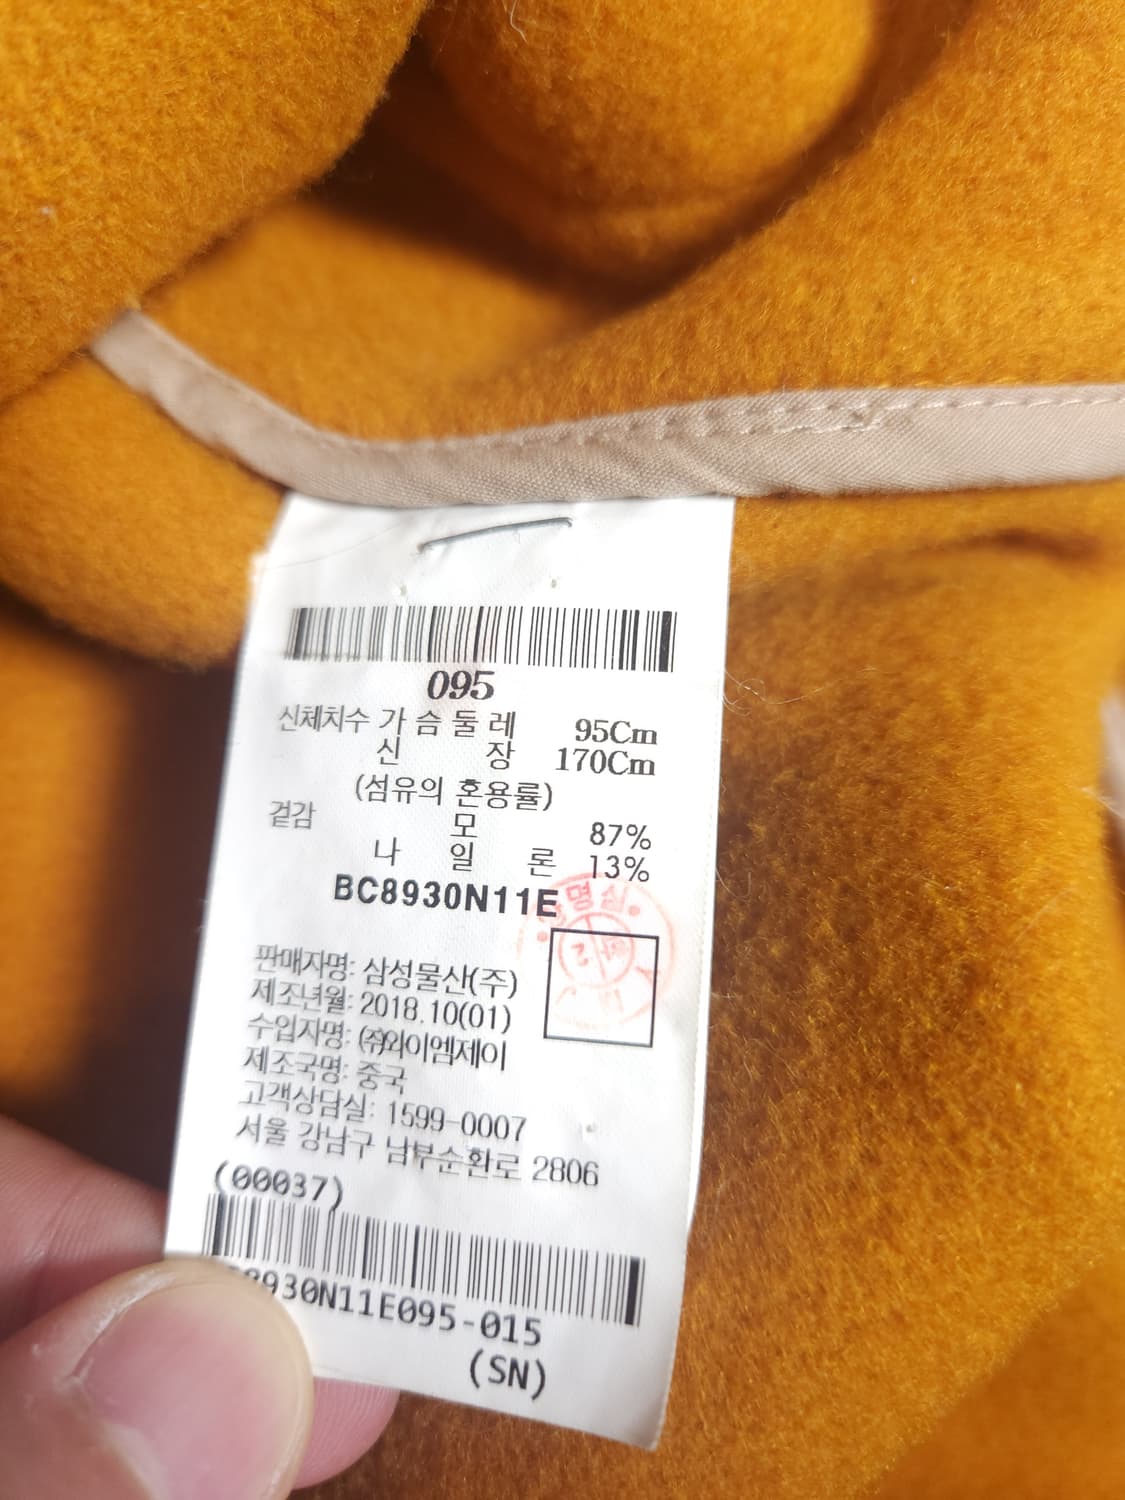 095
신체치수 가 슴 둘 레 95Cm
신 장 170Cm
(섬유의 혼용률)
겉감 모 87%
나 일 론 13%
BC8930N11E
판매자명: 삼성물산(주)
제조년월: 2018.10(01)
수입자명: (주)와이엠제이
제조국명: 중국
고객상담실: 1599-0007
서울 강남구 남부순환로 2806
(00037)
8930N11E095-015
(SN)